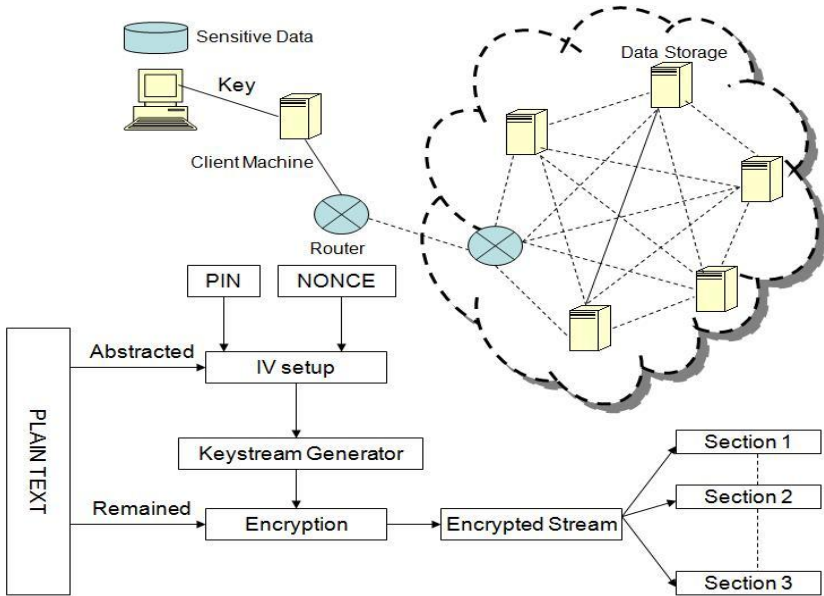 Sensitive Data
Data Storage
Key
Client Machine
Router
PIN
NONCE
Abstracted
IV setup
PLAIN TEXT
Keystream Generator
Section 1
Remained
Encryption
Encrypted Stream
Section 2
Section 3